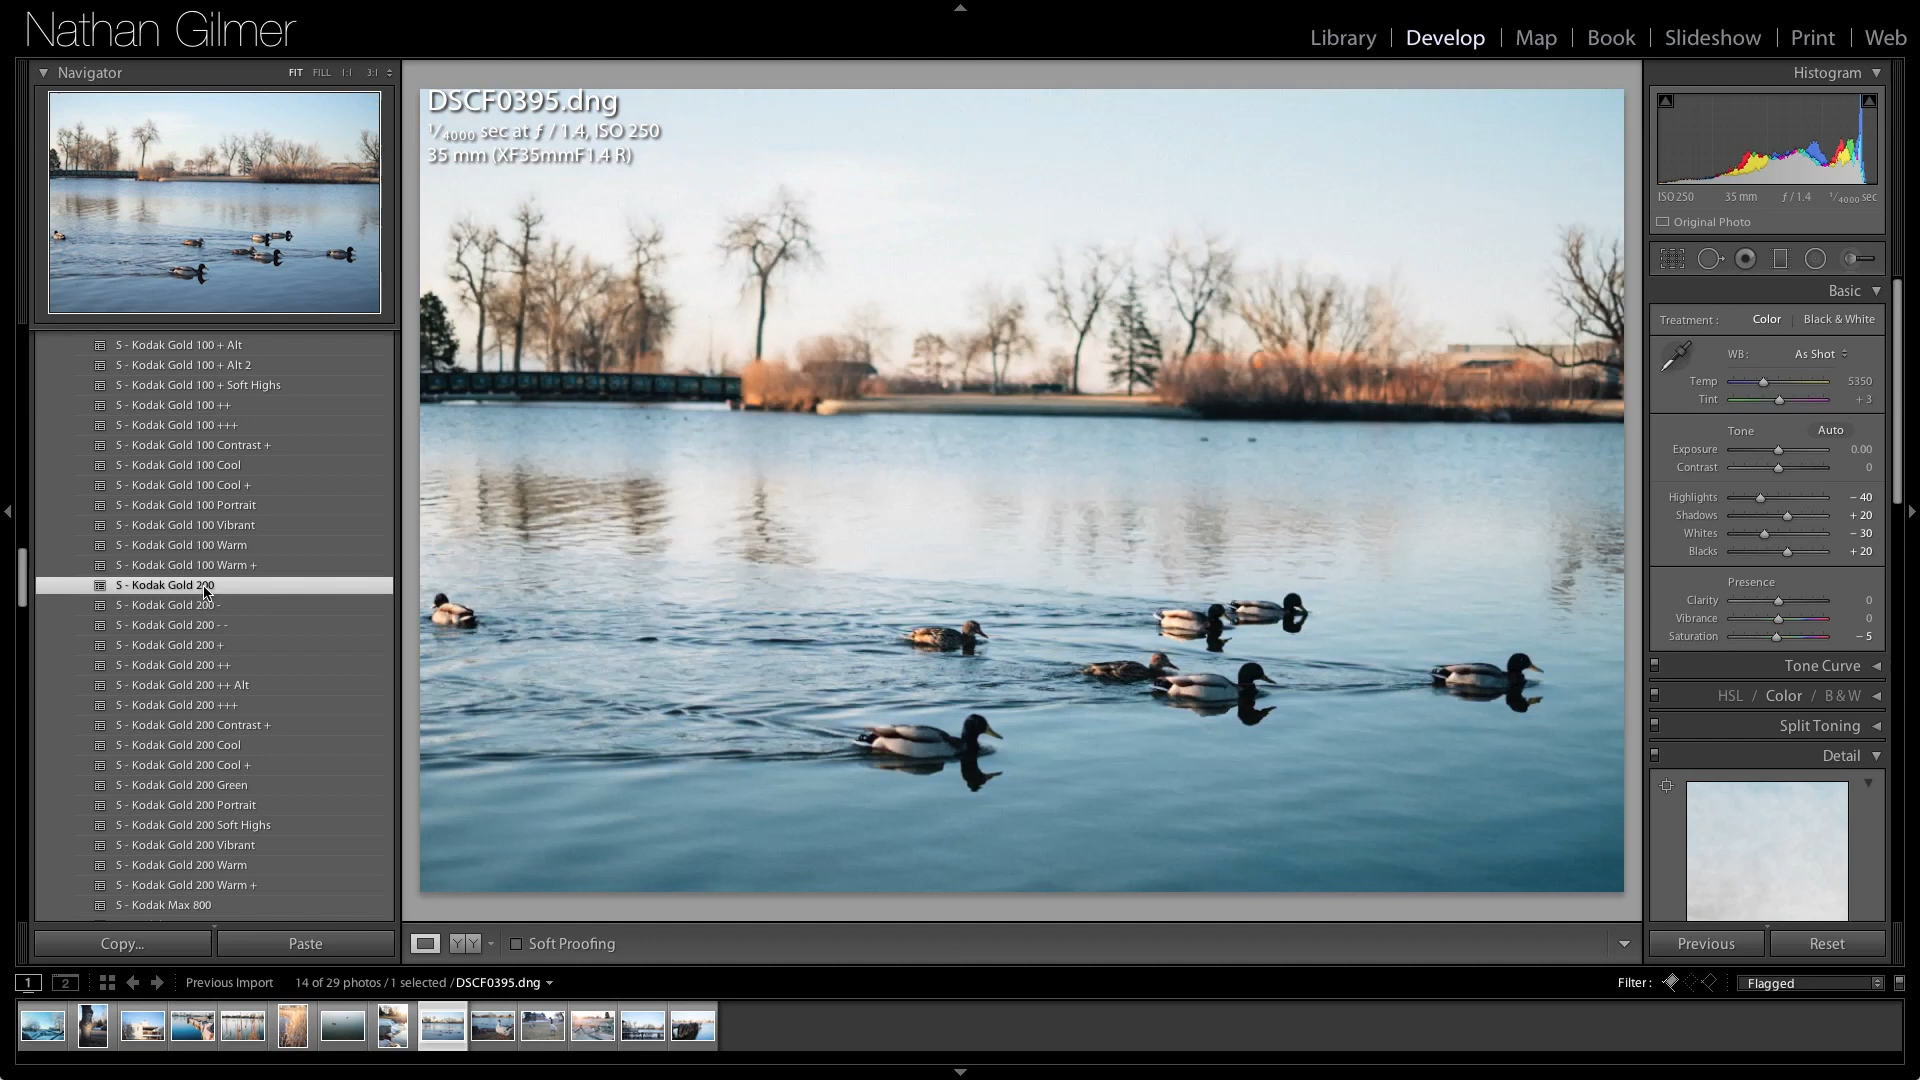 Nathan Gilmer
Library | Develop | Map | Book | Slideshow | Print | Web
Navigator FIT FILL 1:1 3:1
Histogram
DSCF0395.dng
1/4000 sec at ƒ / 1.4, ISO 250
35 mm (XF35mmF1.4 R)
ISO 250 35 mm ƒ / 1.4 1/4000 sec
Original Photo
Basic
Treatment : Color | Black & White
WB : As Shot
Temp 5350
Tint + 3
Tone Auto
Exposure 0.00
Contrast 0
Highlights − 40
Shadows + 20
Whites − 30
Blacks + 20
Presence
Clarity 0
Vibrance 0
Saturation − 5
Tone Curve
HSL / Color / B & W
Split Toning
Detail
S - Kodak Gold 100 + Alt
S - Kodak Gold 100 + Alt 2
S - Kodak Gold 100 + Soft Highs
S - Kodak Gold 100 ++
S - Kodak Gold 100 +++
S - Kodak Gold 100 Contrast +
S - Kodak Gold 100 Cool
S - Kodak Gold 100 Cool +
S - Kodak Gold 100 Portrait
S - Kodak Gold 100 Vibrant
S - Kodak Gold 100 Warm
S - Kodak Gold 100 Warm +
S - Kodak Gold 200
S - Kodak Gold 200 -
S - Kodak Gold 200 - -
S - Kodak Gold 200 +
S - Kodak Gold 200 ++
S - Kodak Gold 200 ++ Alt
S - Kodak Gold 200 +++
S - Kodak Gold 200 Contrast +
S - Kodak Gold 200 Cool
S - Kodak Gold 200 Cool +
S - Kodak Gold 200 Green
S - Kodak Gold 200 Portrait
S - Kodak Gold 200 Soft Highs
S - Kodak Gold 200 Vibrant
S - Kodak Gold 200 Warm
S - Kodak Gold 200 Warm +
S - Kodak Max 800
Copy... Paste
Y Y Soft Proofing
Previous Reset
1 2 Previous Import 14 of 29 photos / 1 selected / DSCF0395.dng
Filter : Flagged